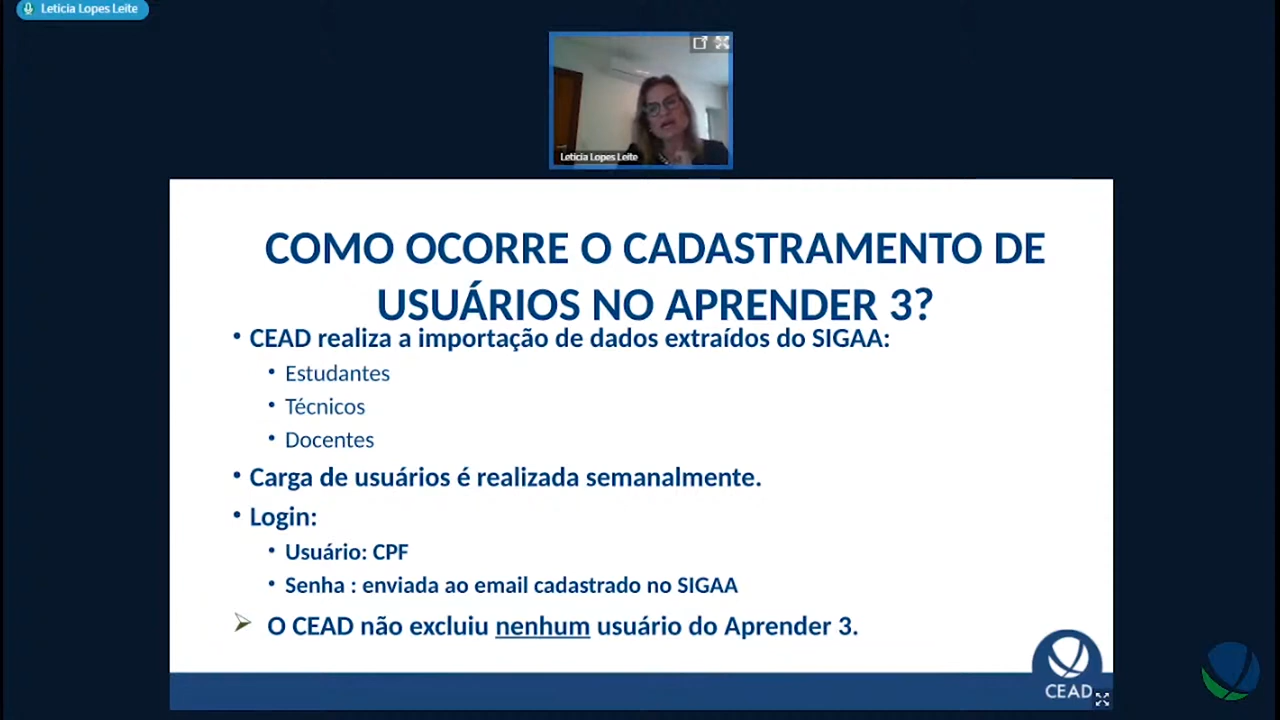 Leticia Lopes Leite
Leticia Lopes Leite
COMO OCORRE O CADASTRAMENTO DE
USUÁRIOS NO APRENDER 3?
• CEAD realiza a importação de dados extraídos do SIGAA:
• Estudantes
• Técnicos
• Docentes
• Carga de usuários é realizada semanalmente.
• Login:
• Usuário: CPF
• Senha : enviada ao email cadastrado no SIGAA
➢ O CEAD não excluiu nenhum usuário do Aprender 3.
CEAD